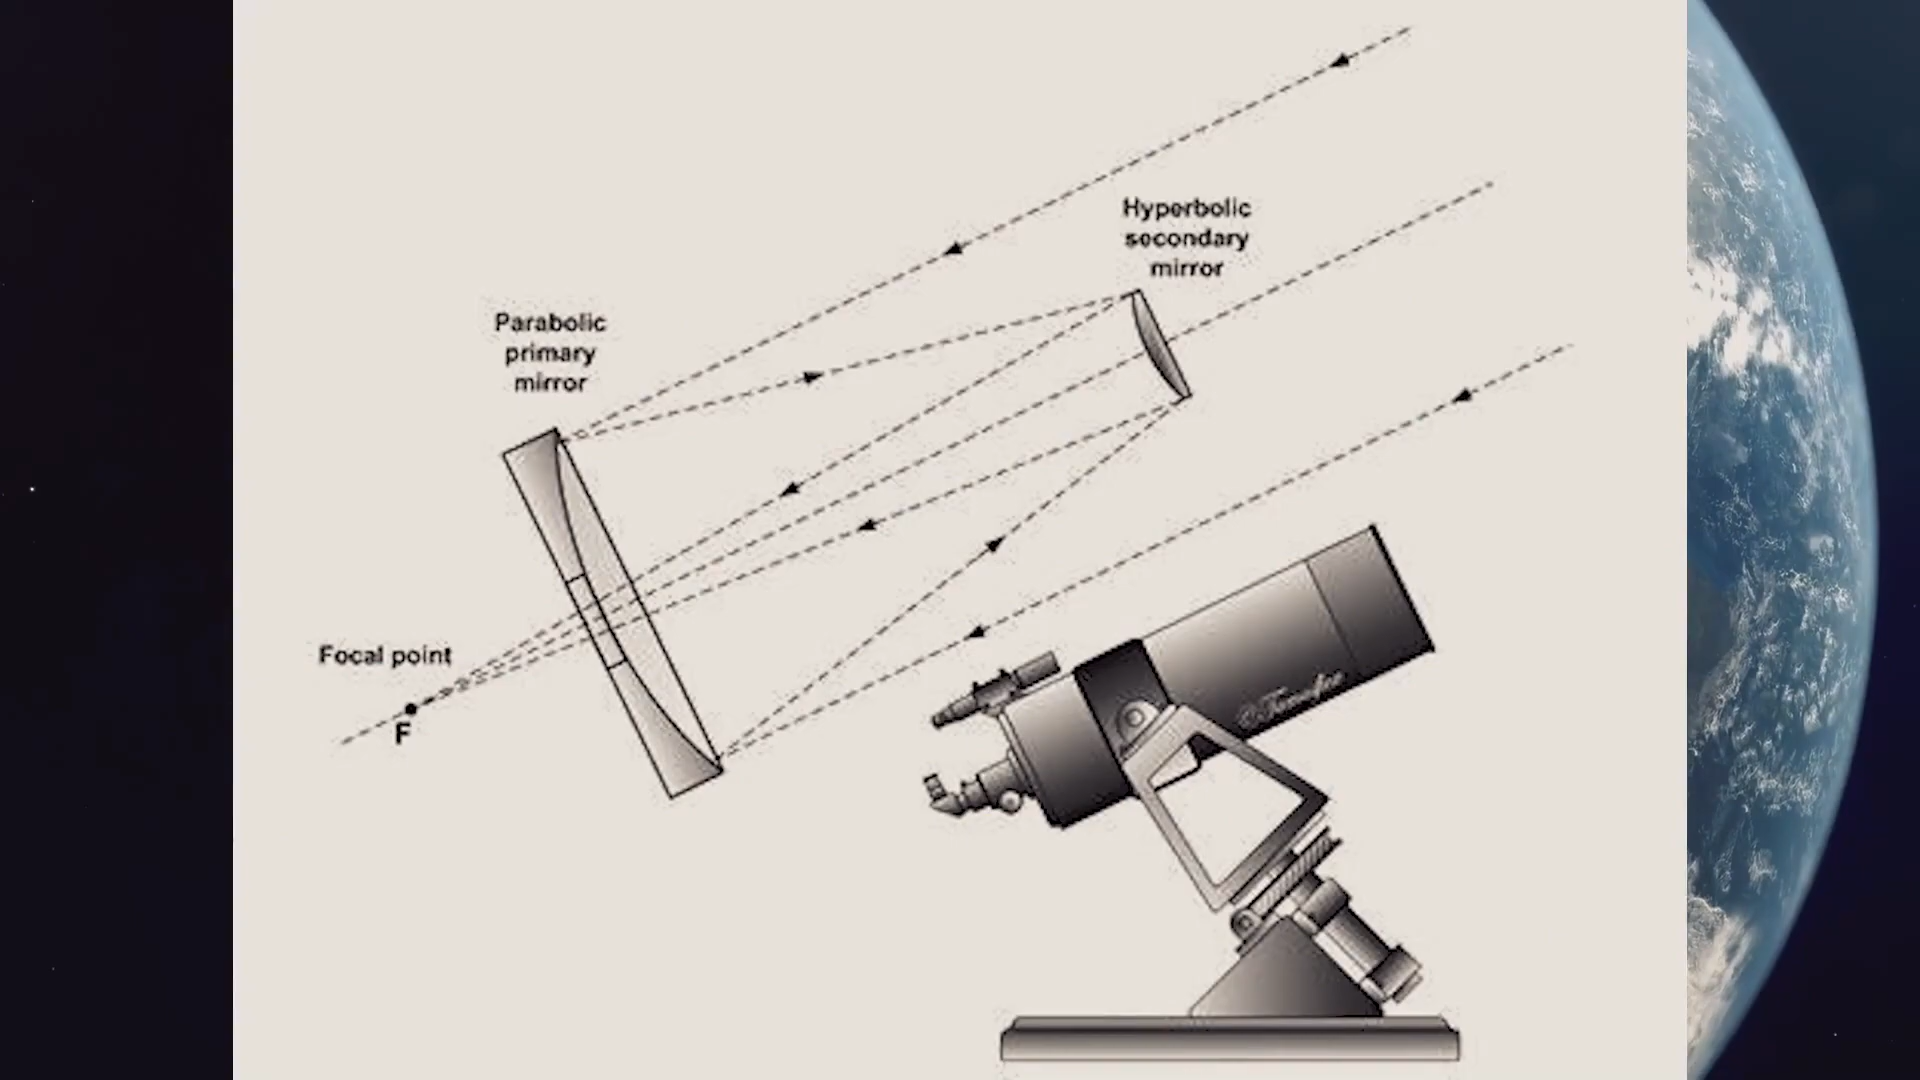 Hyperbolic
secondary
mirror
Parabolic
primary
mirror
Focal point
F